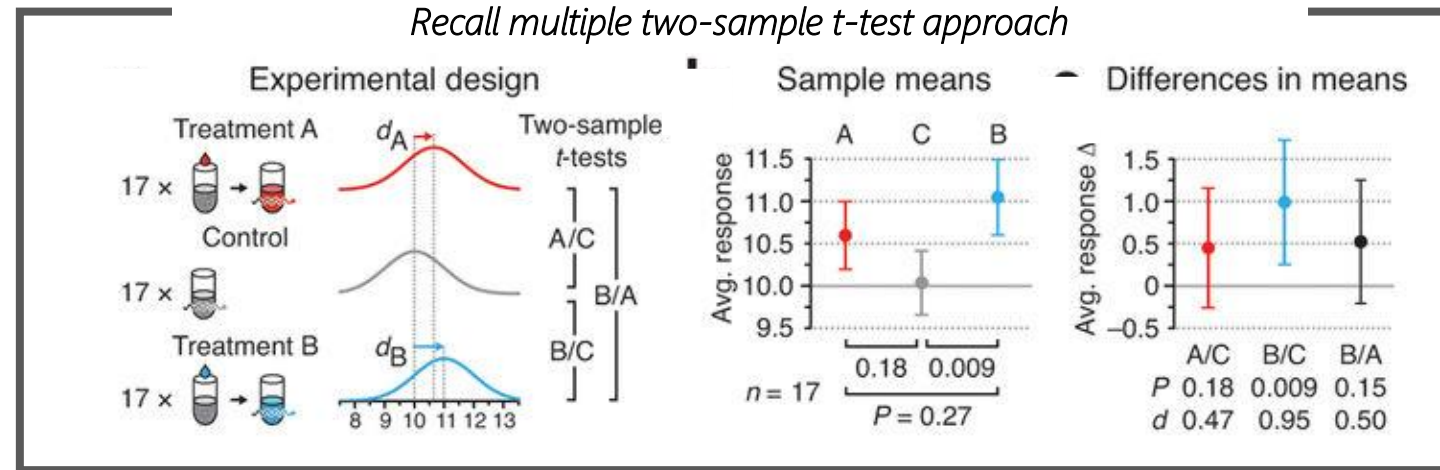 Recall multiple two-sample t-test approach
Experimental design
Treatment A
17 ×
Control
17 ×
Treatment B
17 ×
dA
dB
8 9 10 11 12 13
Two-sample
t-tests
A/C
B/A
B/C
Sample means
A C B
Avg. response
11.5
11.0
10.5
10.0
9.5
0.18 0.009
n = 17
P = 0.27
Differences in means
Avg. response Δ
1.5
1.0
0.5
0
–0.5
A/C B/C B/A
P 0.18 0.009 0.15
d 0.47 0.95 0.50